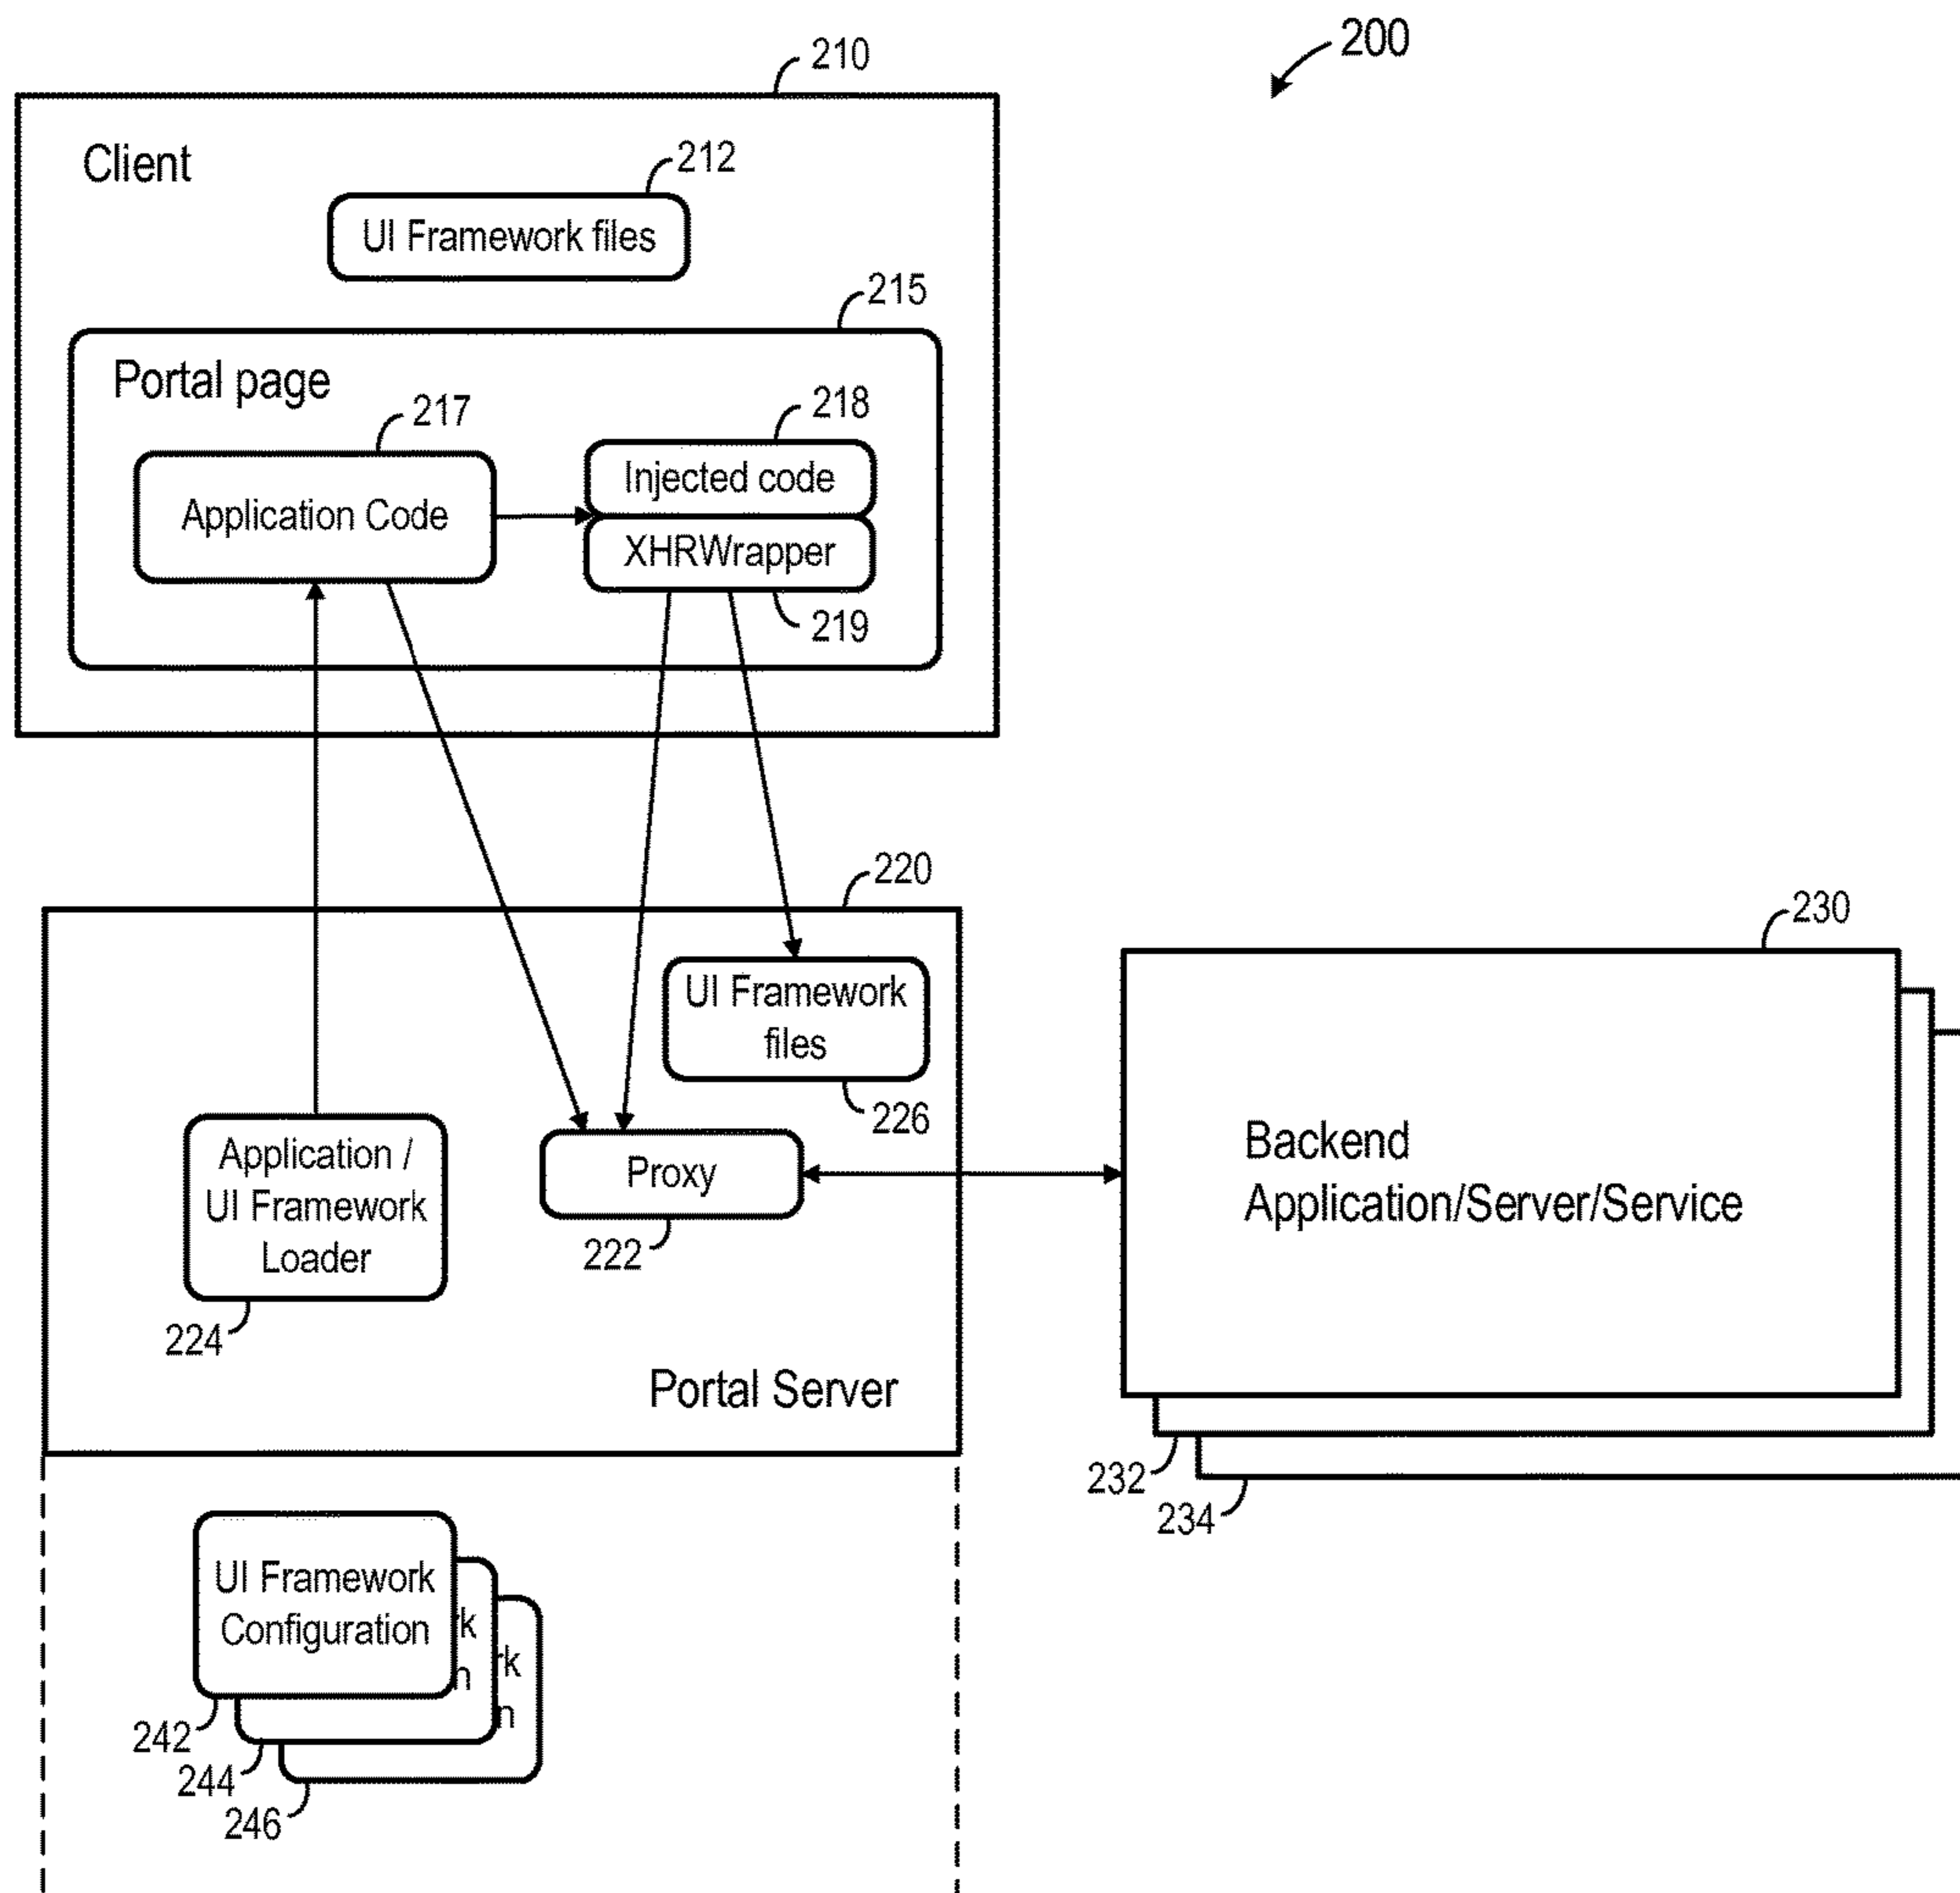 200
210
Client
212
UI Framework files
215
Portal page
217
218
Application Code
Injected code
XHRWrapper
219
220
UI Framework
files
226
Application /
UI Framework
Loader
224
Proxy
222
Portal Server
230
Backend
Application/Server/Service
232
234
UI Framework
Configuration
k
n
rk
n
242
244
246